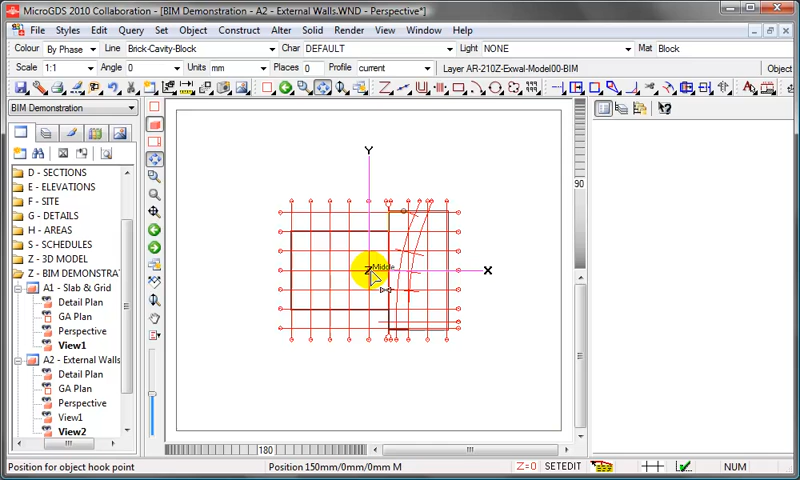 MicroGDS 2010 Collaboration - [BIM Demonstration - A2 - External Walls.WND - Perspective*]
File Styles Edit Query Set Object Construct Alter Solid Render View Window Help
Colour By Phase Line Brick-Cavity-Block Char DEFAULT Light NONE Mat Block
Scale 1:1 Angle 0 Units mm Places 0 Profile current Layer AR-210Z-Exwal-Model00-BIM Object
BIM Demonstration
D - SECTIONS
E - ELEVATIONS
F - SITE
G - DETAILS
H - AREAS
S - SCHEDULES
Z - 3D MODEL
Z - BIM DEMONSTRA
A1 - Slab & Grid
Detail Plan
GA Plan
Perspective
View1
A2 - External Walls
Detail Plan
GA Plan
Perspective
View1
View2
Y
Z
Middle
X
90
180
Position for object hook point Position 150mm/0mm/0mm M Z=0 SETEDIT NUM